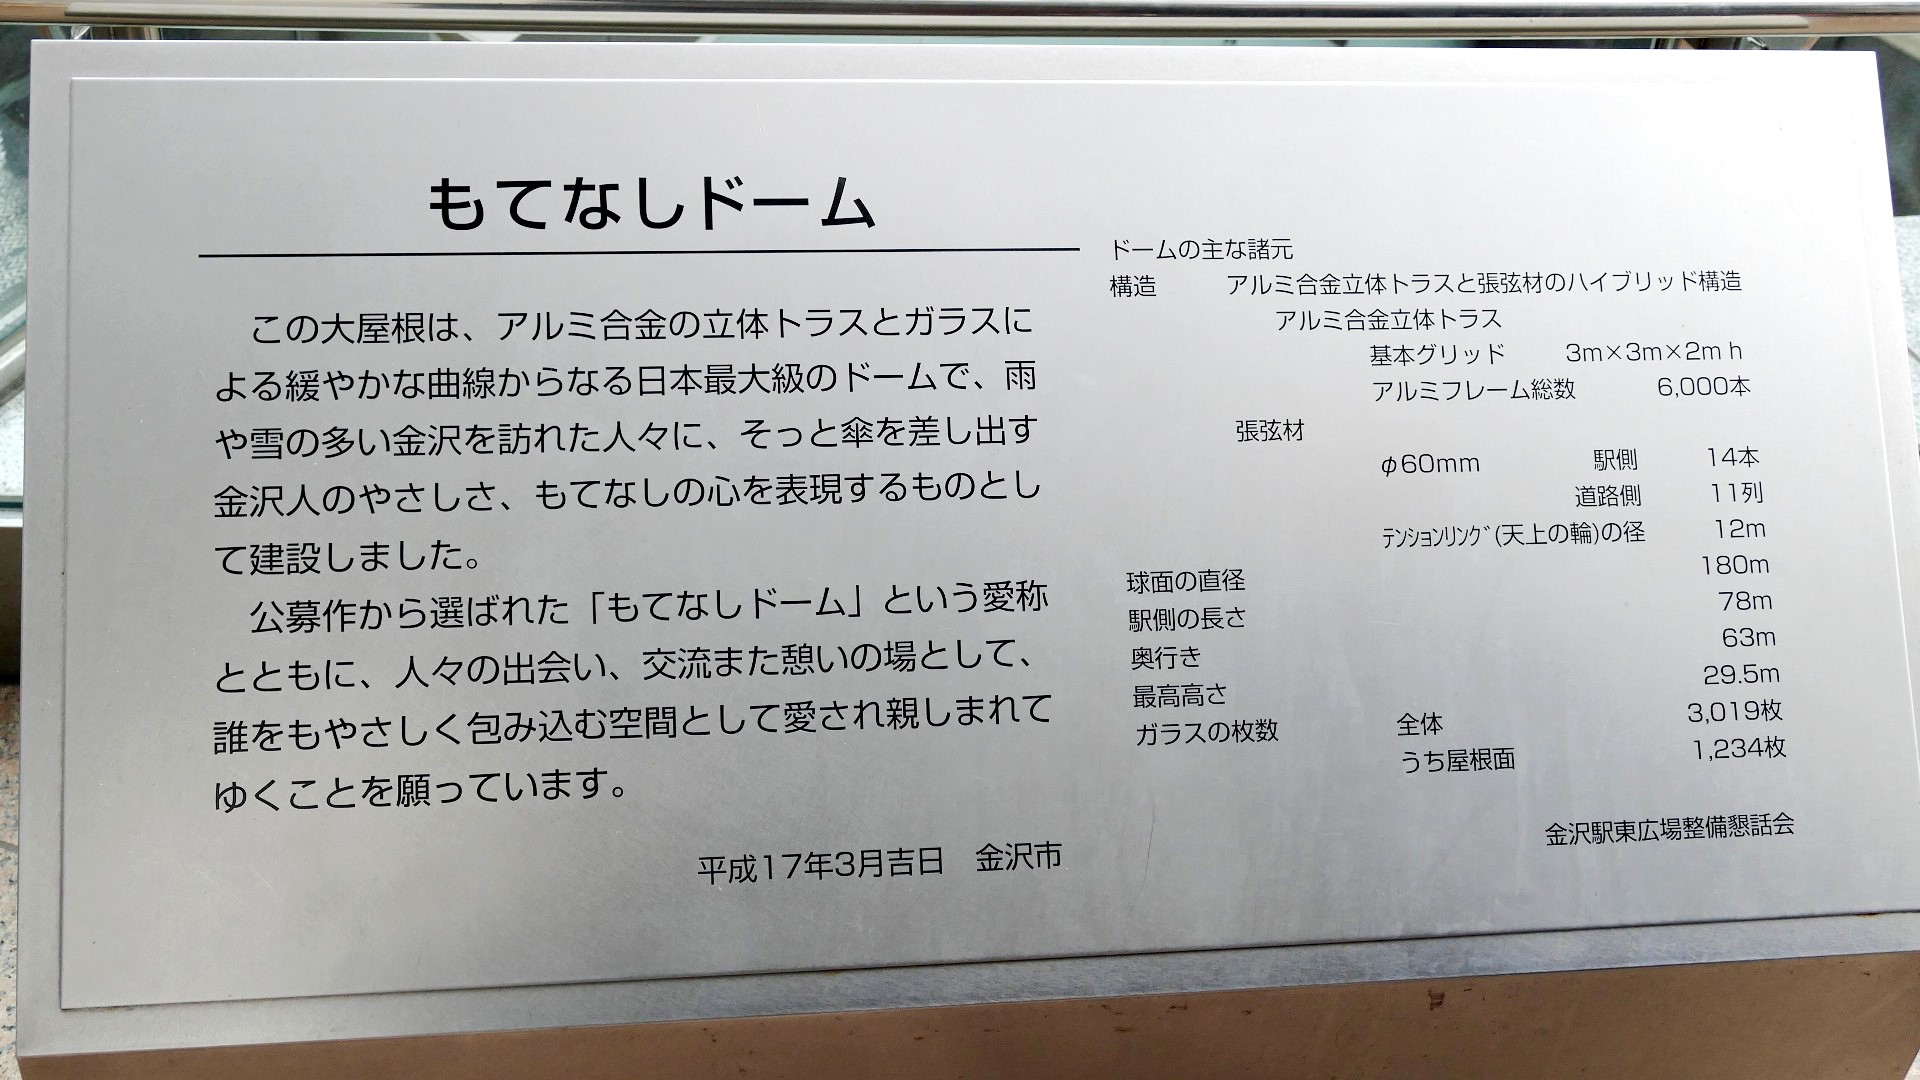 もてなしドーム
この大屋根は、アルミ合金の立体トラスとガラスに
よる緩やかな曲線からなる日本最大級のドームで、雨
や雪の多い金沢を訪れた人々に、そっと傘を差し出す
金沢人のやさしさ、もてなしの心を表現するものとし
て建設しました。
公募作から選ばれた「もてなしドーム」という愛称
とともに、人々の出会い、交流また憩いの場として、
誰をもやさしく包み込む空間として愛され親しまれて
ゆくことを願っています。
平成17年3月吉日　金沢市
ドームの主な諸元
構造　アルミ合金立体トラスと張弦材のハイブリッド構造
アルミ合金立体トラス
基本グリッド　3m×3m×2m h
アルミフレーム総数　6,000本
張弦材
φ60mm　駅側　14本
道路側　11列
ﾃﾝｼｮﾝﾘﾝｸﾞ(天上の輪)の径　12m
球面の直径　180m
駅側の長さ　78m
奥行き　63m
最高高さ　29.5m
ガラスの枚数　全体　3,019枚
うち屋根面　1,234枚
金沢駅東広場整備懇話会